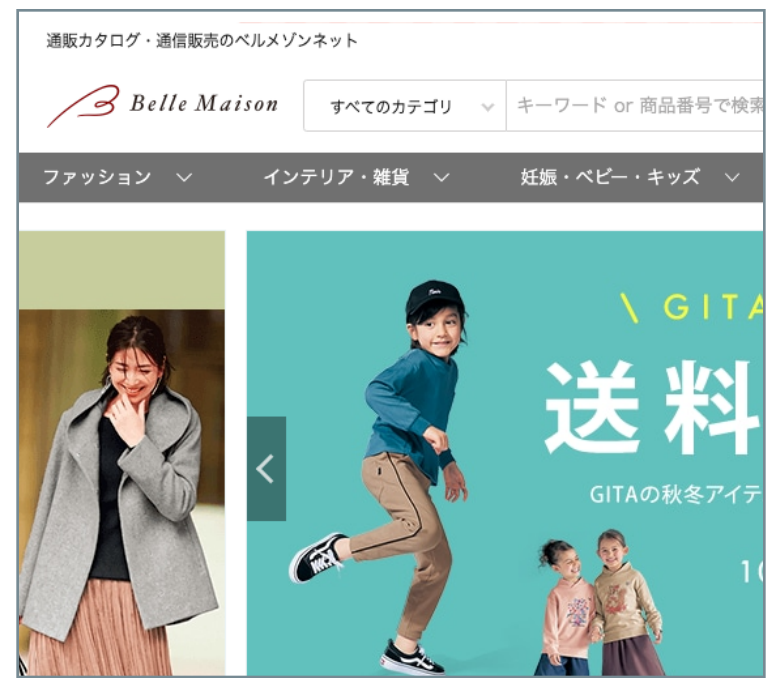 通販カタログ・通信販売のベルメゾンネット
Belle Maison
すべてのカテゴリ
キーワード or 商品番号で検索
ファッション
インテリア・雑貨
妊娠・ベビー・キッズ
\ GITA
送料
GITAの秋冬アイテ
10